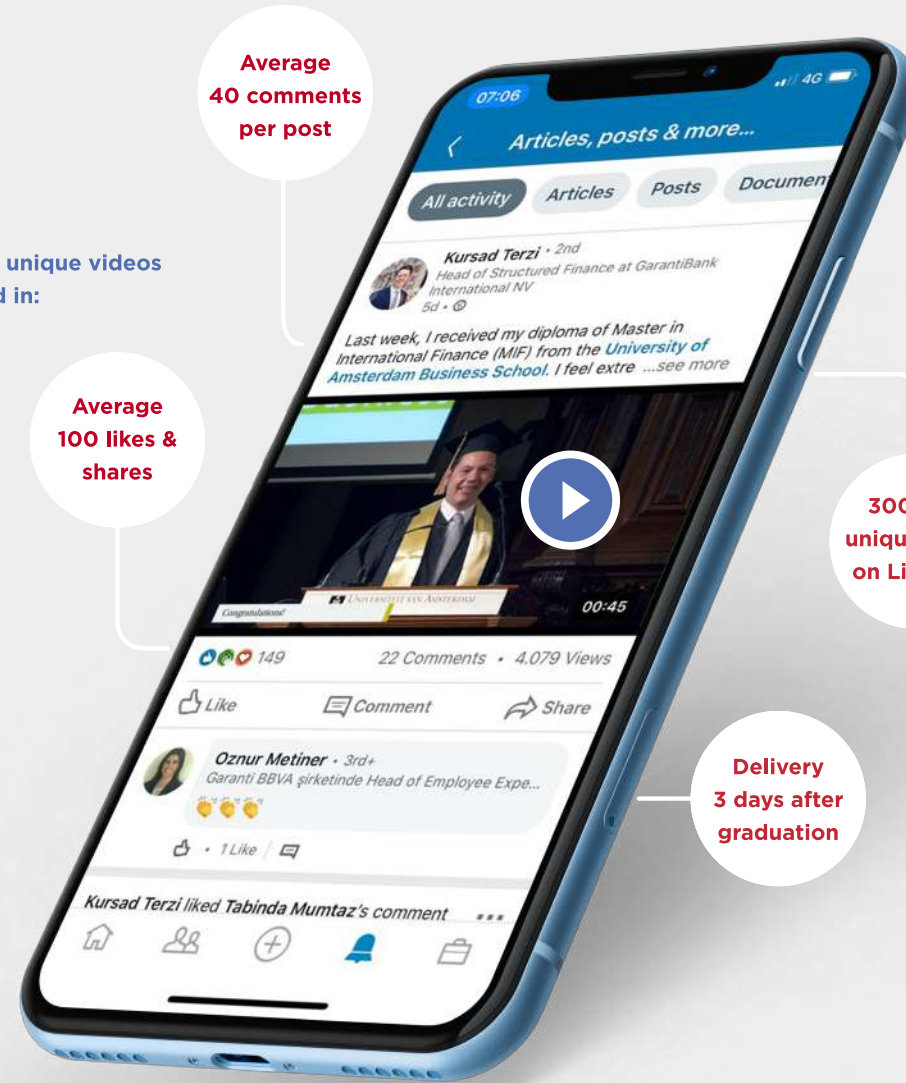 Average
40 comments
per post
unique videos
d in:
Average
100 likes &
shares
07:06
4G
Articles, posts & more...
All activity
Articles
Posts
Documen
Kursad Terzi • 2nd
Head of Structured Finance at GarantiBank
International NV
5d •
Last week, I received my diploma of Master in
International Finance (MIF) from the University of
Amsterdam Business School. I feel extre ...see more
Congratulations!
UNIVERSITEIT VAN AMSTERDAM
00:45
149
22 Comments • 4.079 Views
Like
Comment
Share
Oznur Metiner • 3rd+
Garanti BBVA şirketinde Head of Employee Expe...
👏👏👏
• 1 Like
Kursad Terzi liked Tabinda Mumtaz's comment
300
uniqu
on Li
Delivery
3 days after
graduation